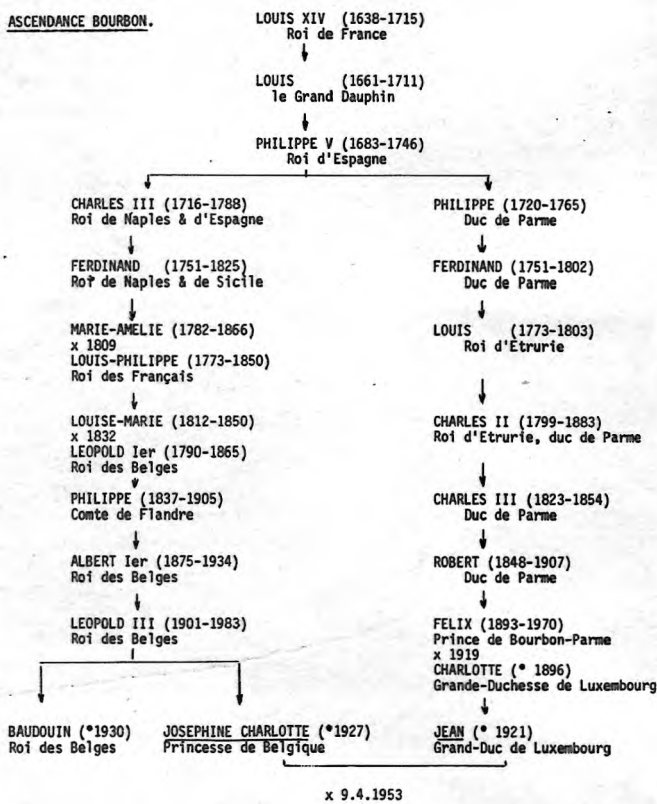 ASCENDANCE BOURBON.
LOUIS XIV (1638-1715)
Roi de France
LOUIS (1661-1711)
le Grand Dauphin
PHILIPPE V (1683-1746)
Roi d'Espagne
CHARLES III (1716-1788)
Roi de Naples & d'Espagne
FERDINAND (1751-1825)
Roi de Naples & de Sicile
MARIE-AMELIE (1782-1866)
x 1809
LOUIS-PHILIPPE (1773-1850)
Roi des Français
LOUISE-MARIE (1812-1850)
x 1832
LEOPOLD Ier (1790-1865)
Roi des Belges
PHILIPPE (1837-1905)
Comte de Flandre
ALBERT Ier (1875-1934)
Roi des Belges
LEOPOLD III (1901-1983)
Roi des Belges
BAUDOUIN (*1930)
Roi des Belges
JOSEPHINE CHARLOTTE (*1927)
Princesse de Belgique
PHILIPPE (1720-1765)
Duc de Parme
FERDINAND (1751-1802)
Duc de Parme
LOUIS (1773-1803)
Roi d'Etrurie
CHARLES II (1799-1883)
Roi d'Etrurie, duc de Parme
CHARLES III (1823-1854)
Duc de Parme
ROBERT (1848-1907)
Duc de Parme
FELIX (1893-1970)
Prince de Bourbon-Parme
x 1919
CHARLOTTE (* 1896)
Grande-Duchesse de Luxembourg
JEAN (* 1921)
Grand-Duc de Luxembourg
x 9.4.1953